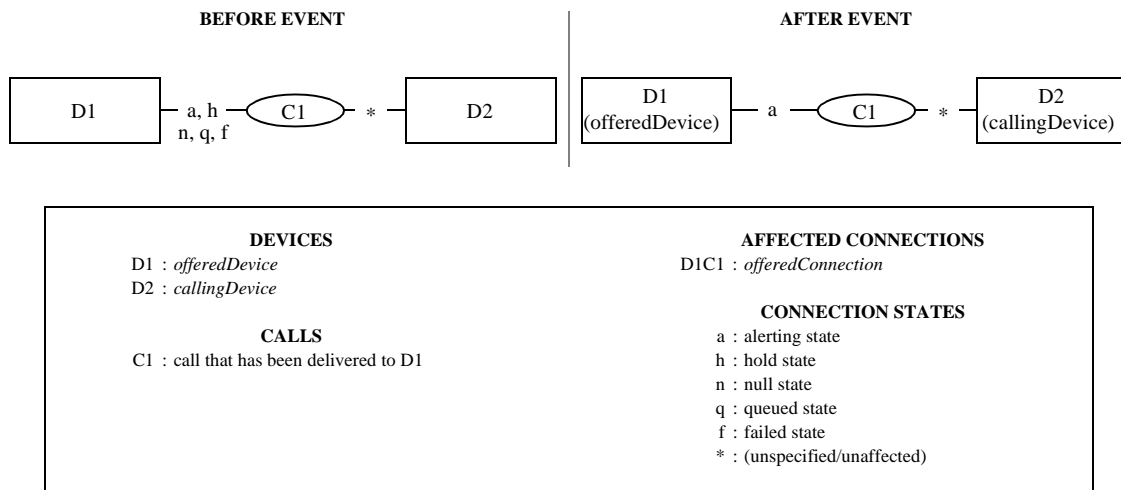 BEFORE EVENT
AFTER EVENT
D1
a, h
n, q, f
C1
*
D2
D1
(offeredDevice)
a
C1
*
D2
(callingDevice)
DEVICES
D1 : offeredDevice
D2 : callingDevice
CALLS
C1 : call that has been delivered to D1
AFFECTED CONNECTIONS
D1C1 : offeredConnection
CONNECTION STATES
a : alerting state
h : hold state
n : null state
q : queued state
f : failed state
* : (unspecified/unaffected)